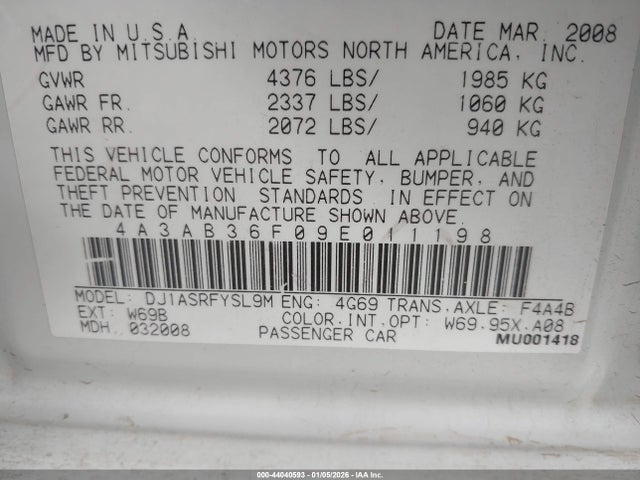 MADE IN U.S.A. DATE MAR. 2008
MFD BY MITSUBISHI MOTORS NORTH AMERICA, INC.
GVWR 4376 LBS/ 1985 KG
GAWR FR. 2337 LBS/ 1060 KG
GAWR RR. 2072 LBS/ 940 KG
THIS VEHICLE CONFORMS TO ALL APPLICABLE
FEDERAL MOTOR VEHICLE SAFETY, BUMPER, AND
THEFT PREVENTION STANDARDS IN EFFECT ON
THE DATE OF MANUFACTURE SHOWN ABOVE.
4A3AB36F09E011198
MODEL: DJ1ASRFYSL9M ENG: 4G69 TRANS.AXLE: F4A4B
EXT: W69B COLOR.INT.OPT: W69.95X.A08
MDH. 032008 PASSENGER CAR MU001418
000-44040593 - 01/05/2026 - IAA Inc.